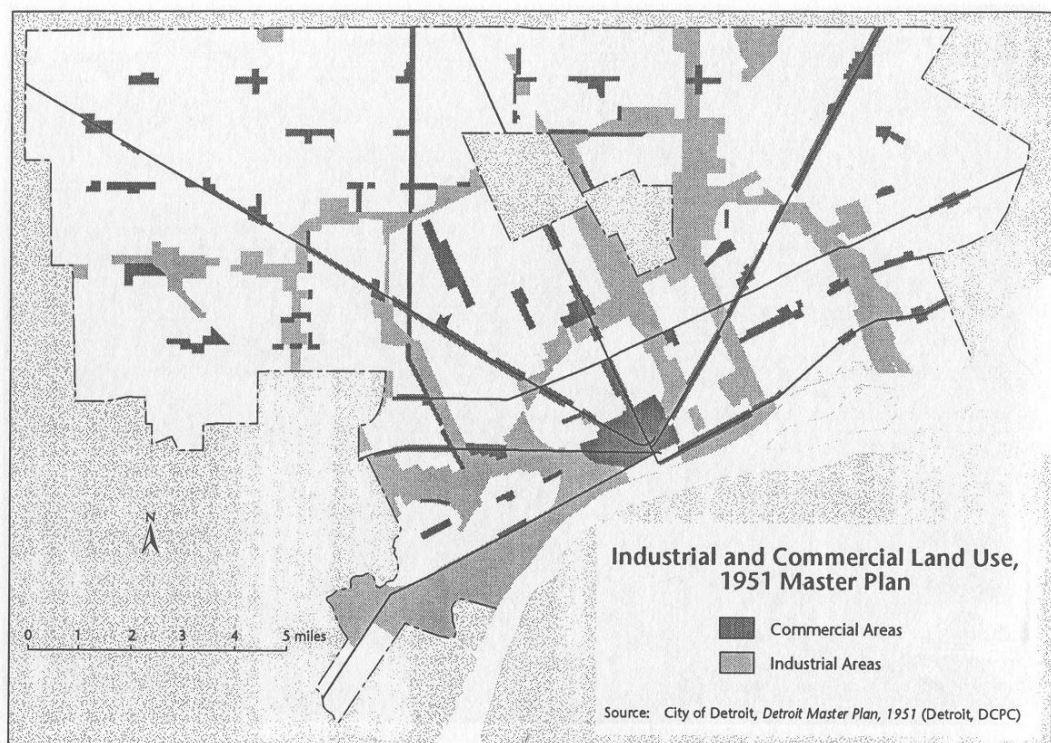 N
0 1 2 3 4 5 miles
Industrial and Commercial Land Use,
1951 Master Plan
Commercial Areas
Industrial Areas
Source: City of Detroit, Detroit Master Plan, 1951 (Detroit, DCPC)